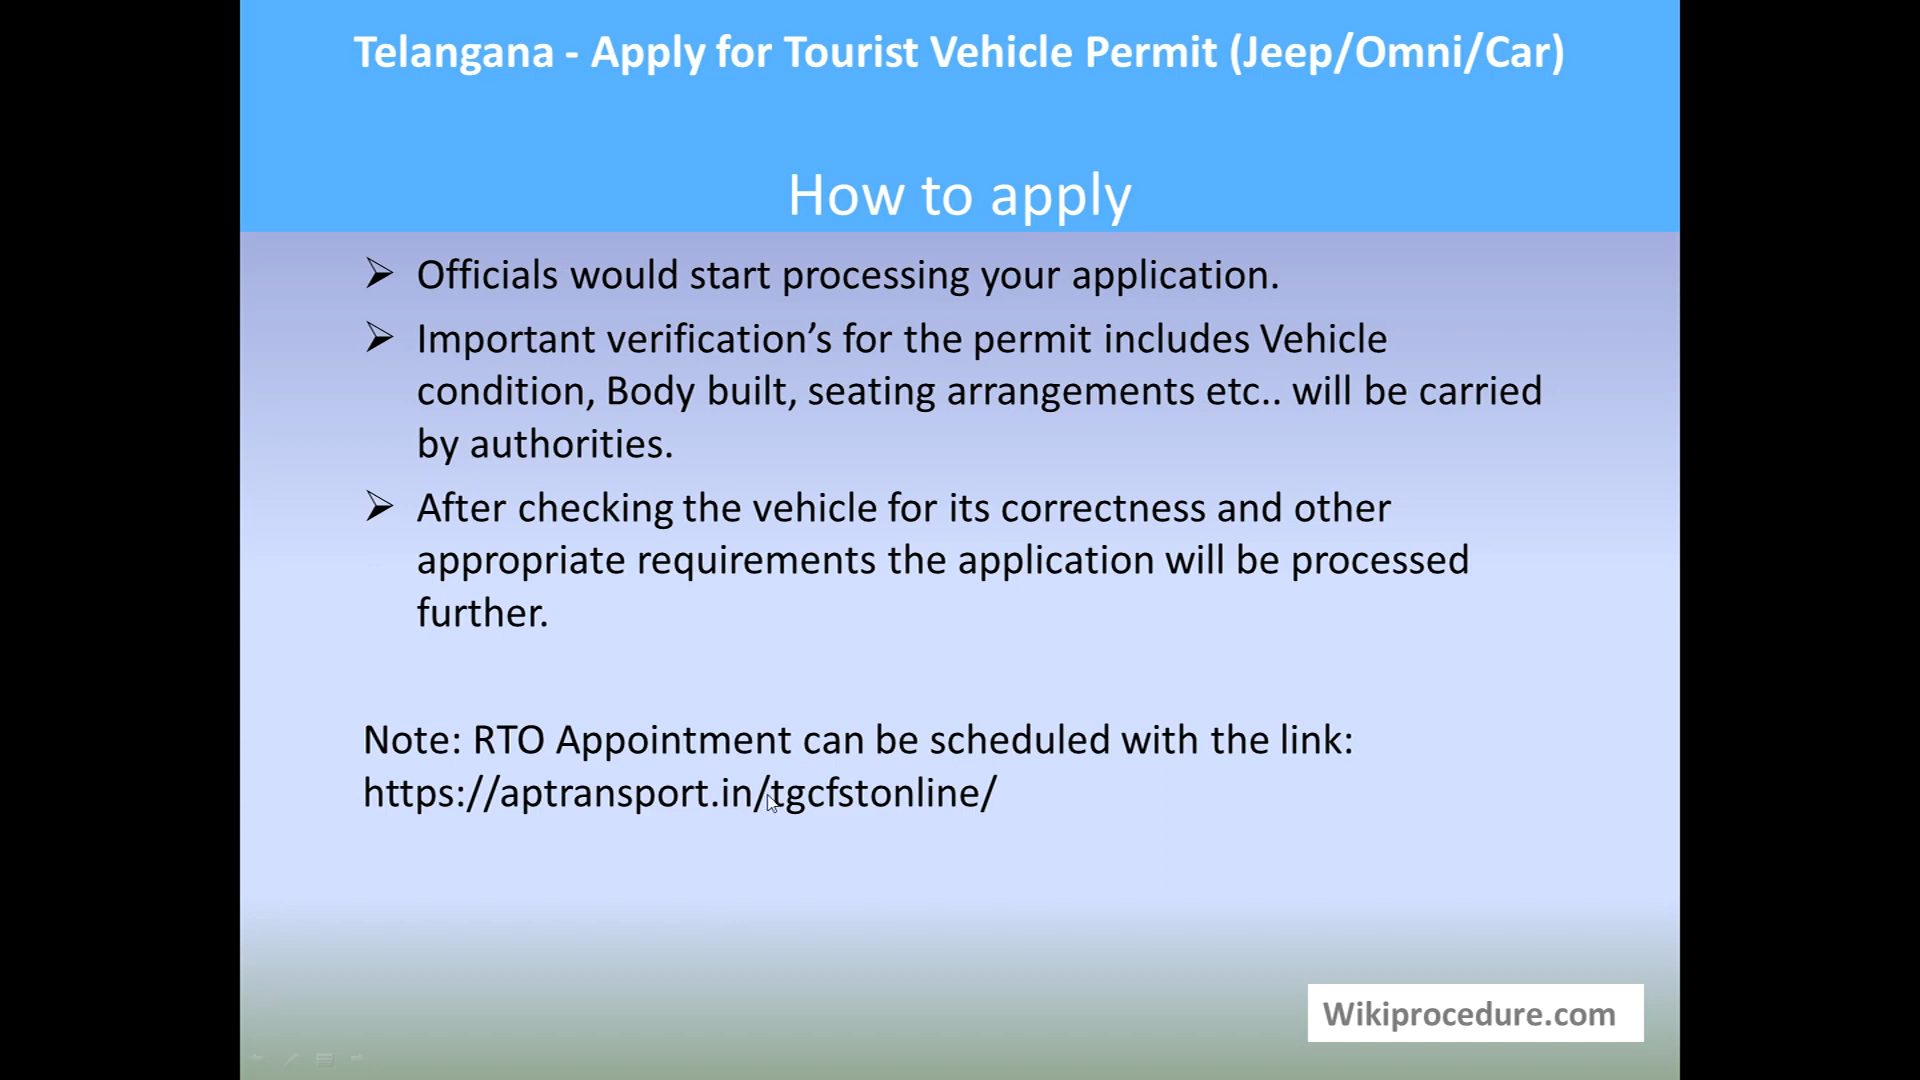 Telangana - Apply for Tourist Vehicle Permit (Jeep/Omni/Car)
How to apply
Officials would start processing your application.
Important verification’s for the permit includes Vehicle
condition, Body built, seating arrangements etc.. will be carried
by authorities.
After checking the vehicle for its correctness and other
appropriate requirements the application will be processed
further.
Note: RTO Appointment can be scheduled with the link:
https://aptransport.in/tgcfstonline/
Wikiprocedure.com